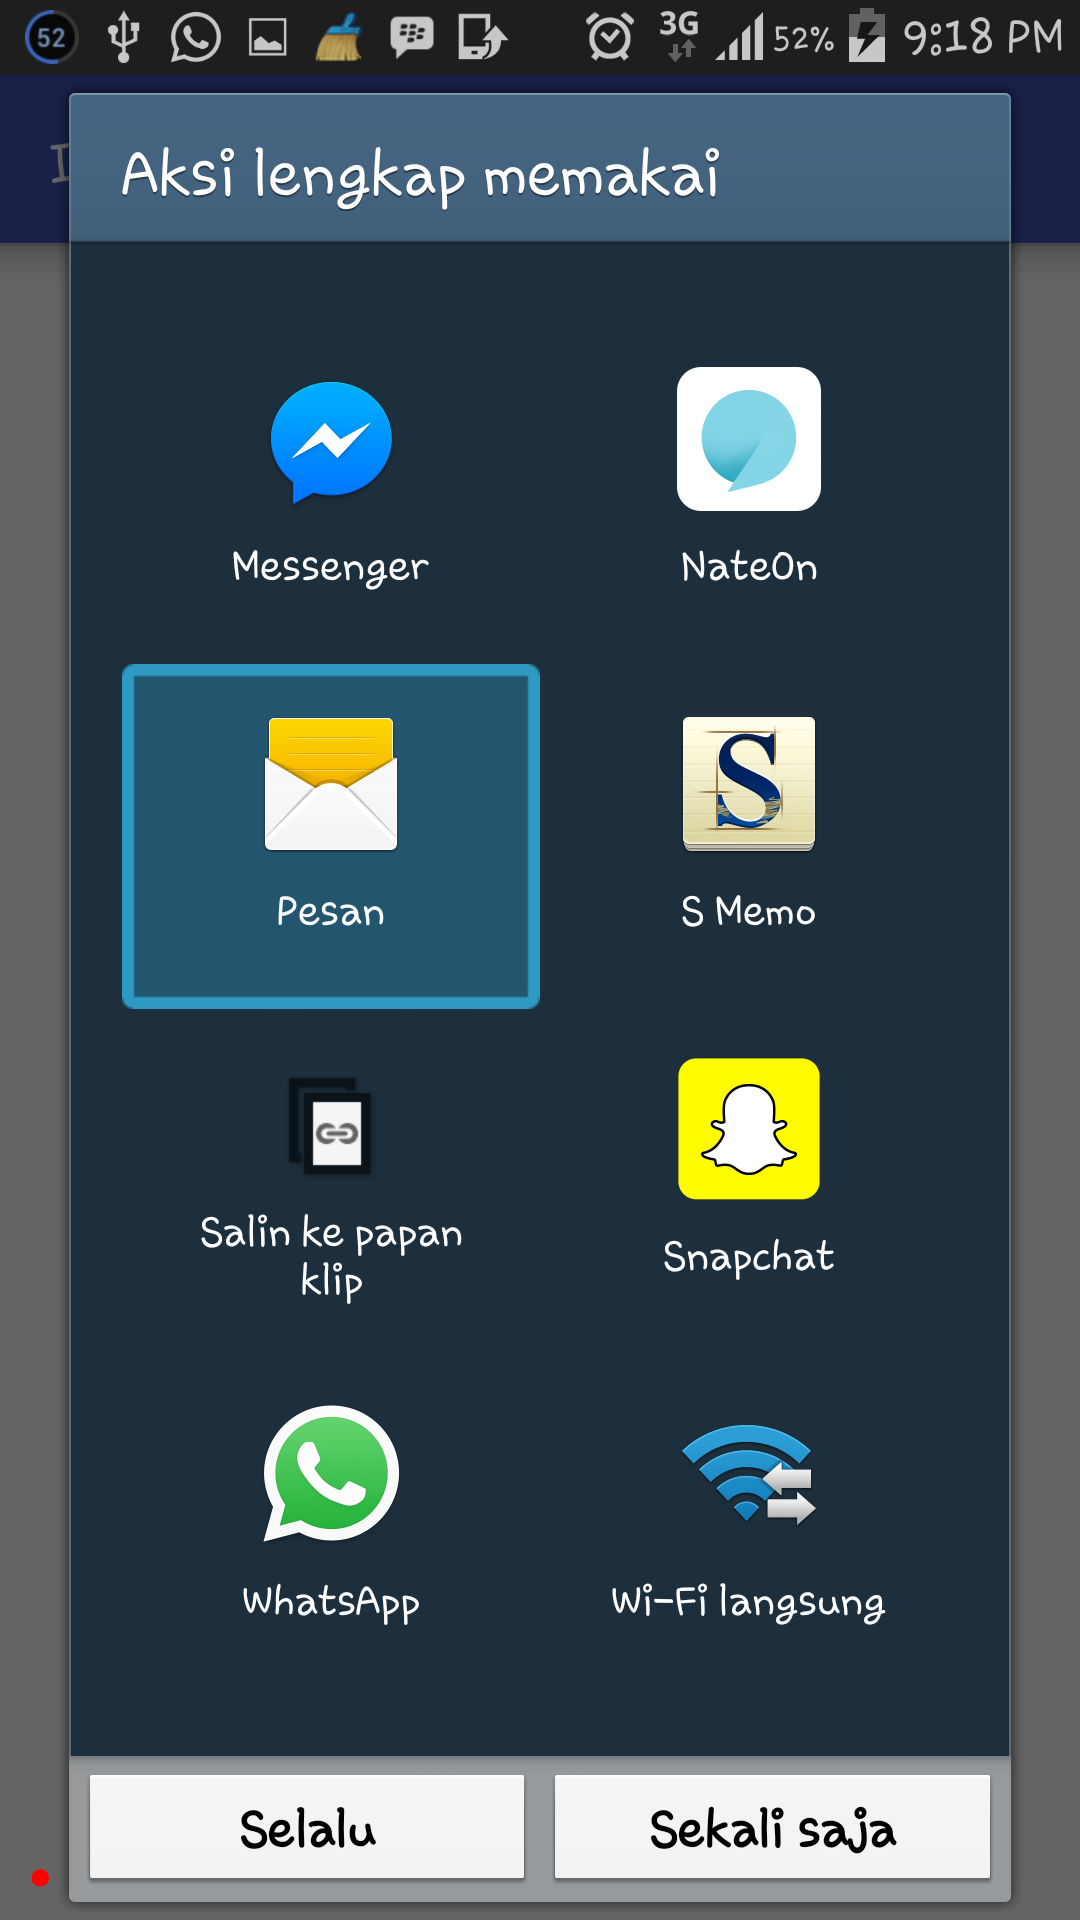 52 3G 52% 9:18 PM
Aksi lengkap memakai
Messenger NateOn
Pesan S Memo
Salin ke papan klip Snapchat
WhatsApp Wi-Fi langsung
Selalu Sekali saja